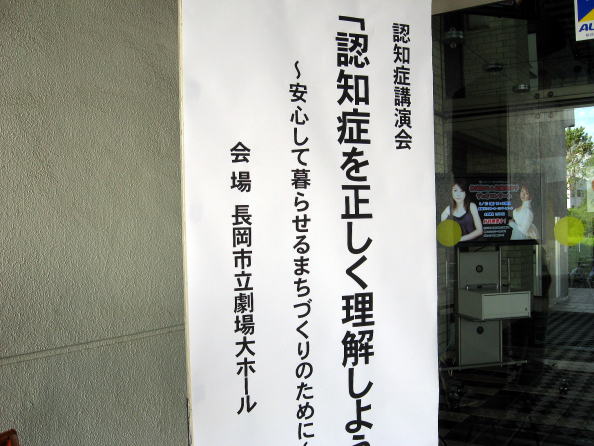 認知症講演会
「認知症を正しく理解しよう
～安心して暮らせるまちづくりのために
会場 長岡市立劇場大ホール